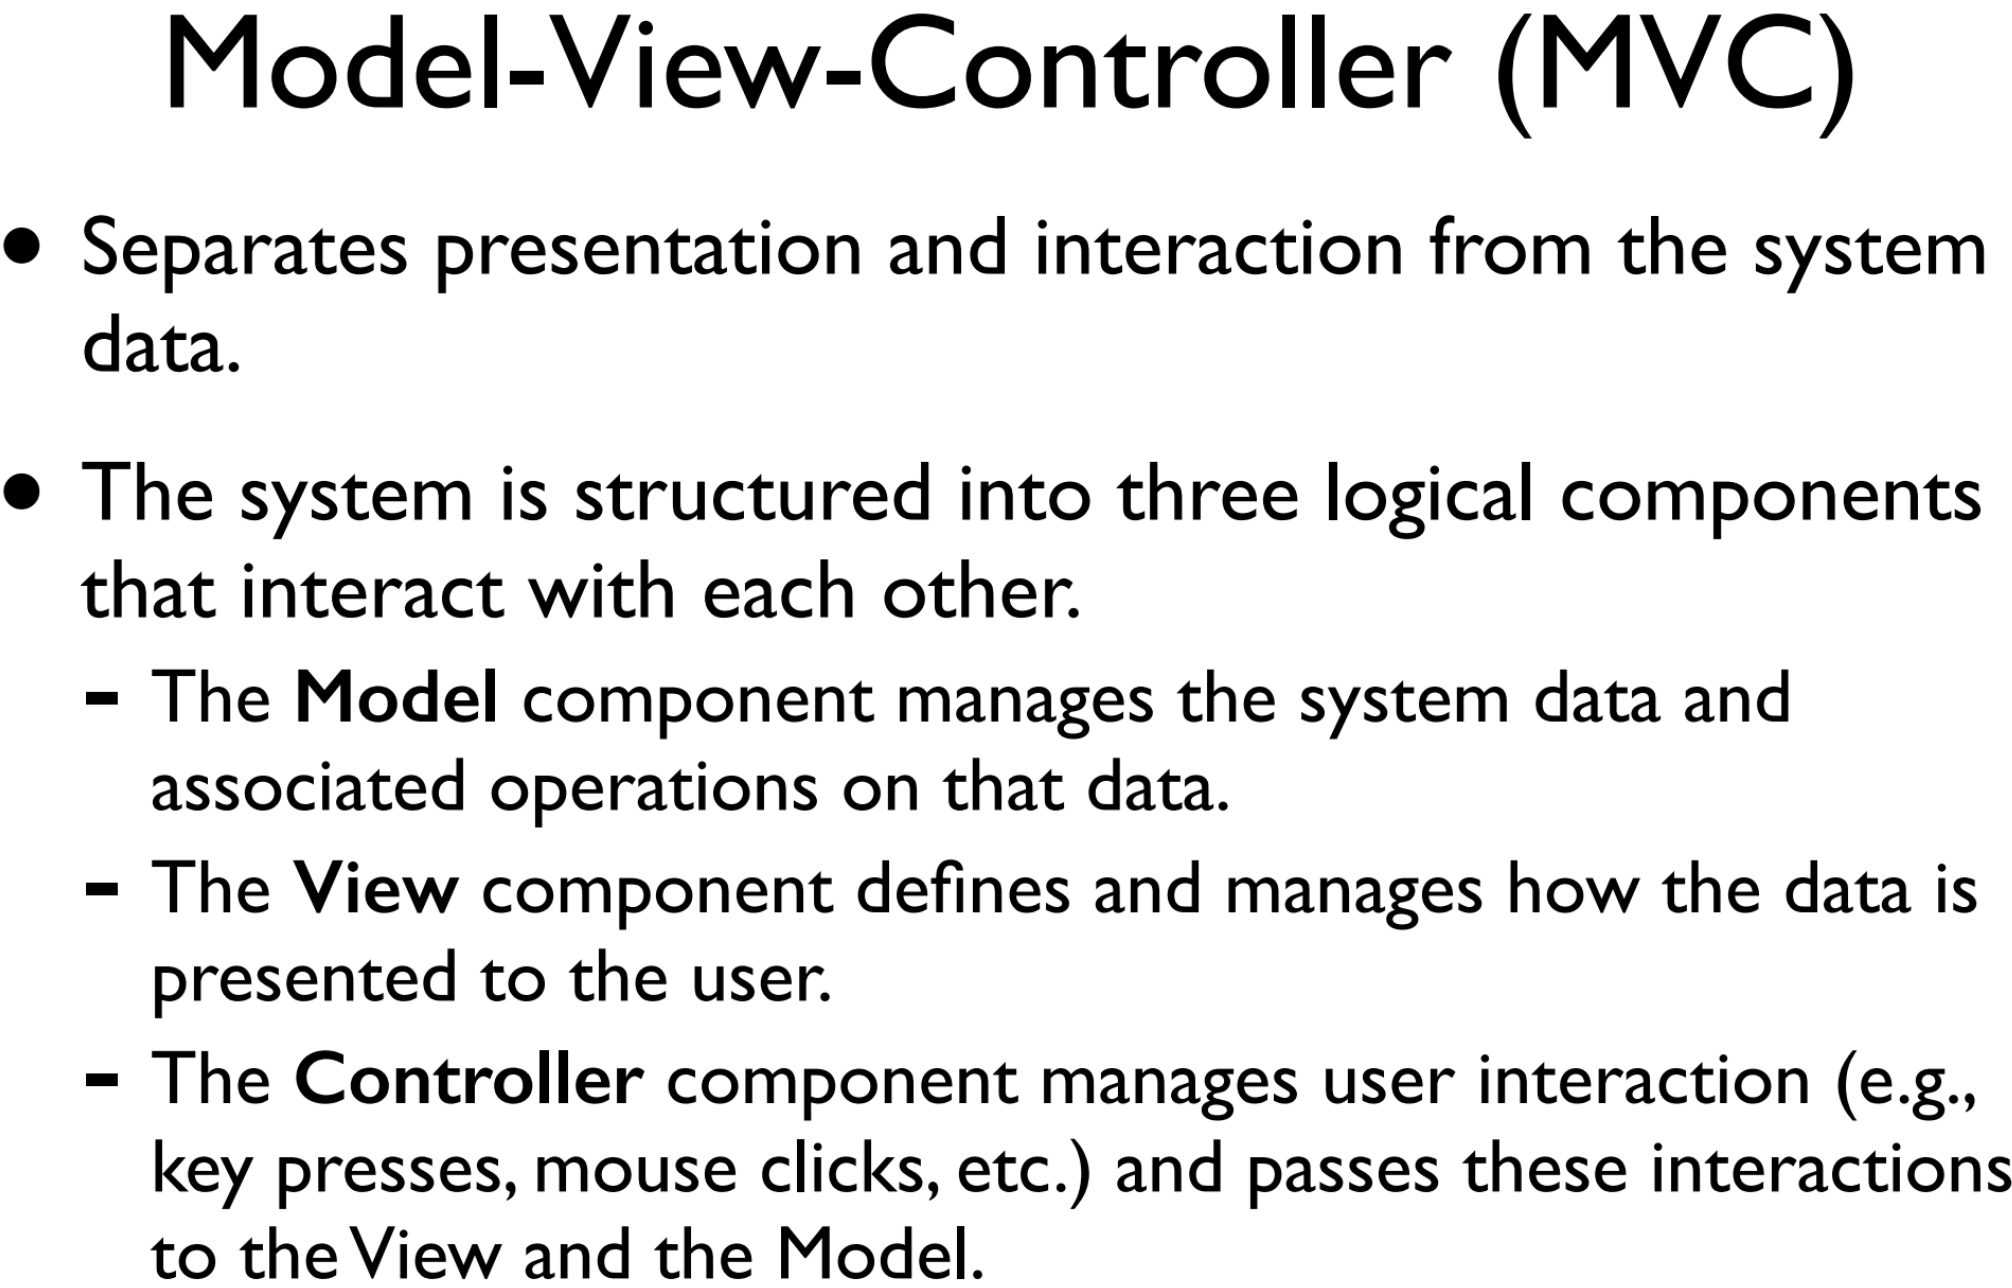 Model-View-Controller (MVC)
• Separates presentation and interaction from the system
data.
• The system is structured into three logical components
that interact with each other.
- The Model component manages the system data and
associated operations on that data.
- The View component defines and manages how the data is
presented to the user.
- The Controller component manages user interaction (e.g.,
key presses, mouse clicks, etc.) and passes these interactions
to the View and the Model.